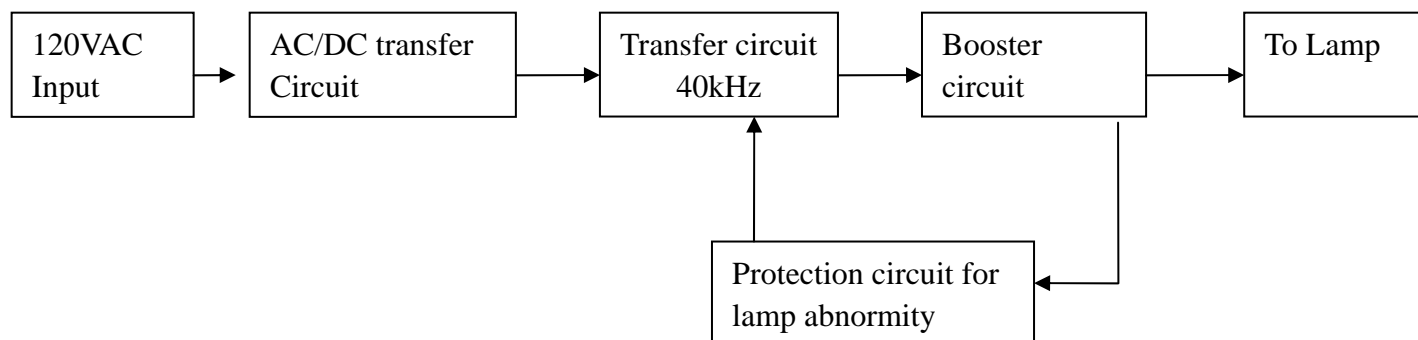 120VAC
Input
AC/DC transfer
Circuit
Transfer circuit
40kHz
Booster
circuit
To Lamp
Protection circuit for
lamp abnormity